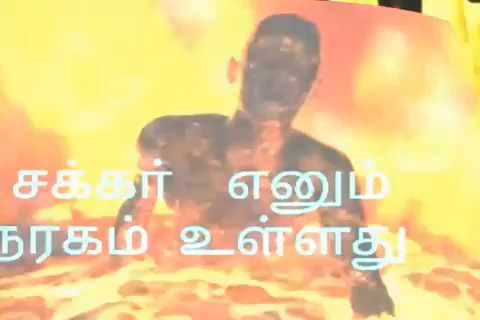 சக்கர் எனும்
நரகம் உள்ளது